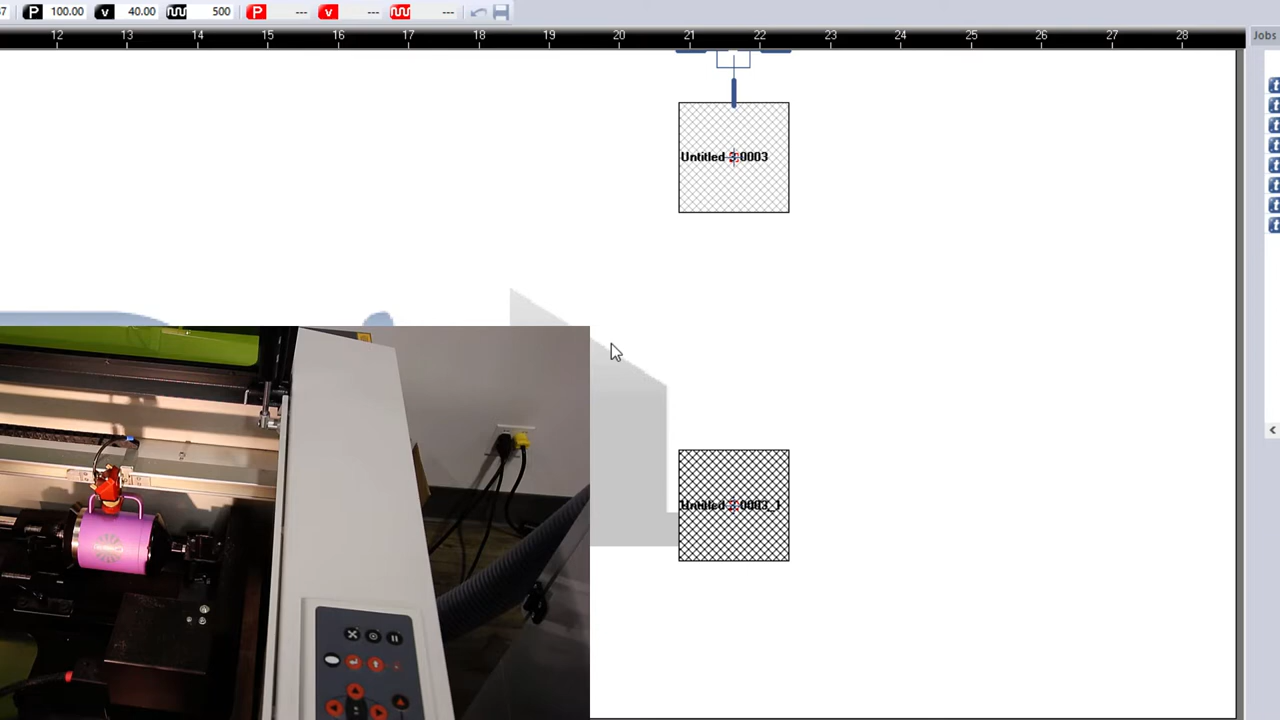 P 100.00 v 40.00 500 P --- v --- ---
12 13 14 15 16 17 18 19 20 21 22 23 24 25 26 27 28
Jobs
Untitled 3.0003
Untitled 3.0003_1